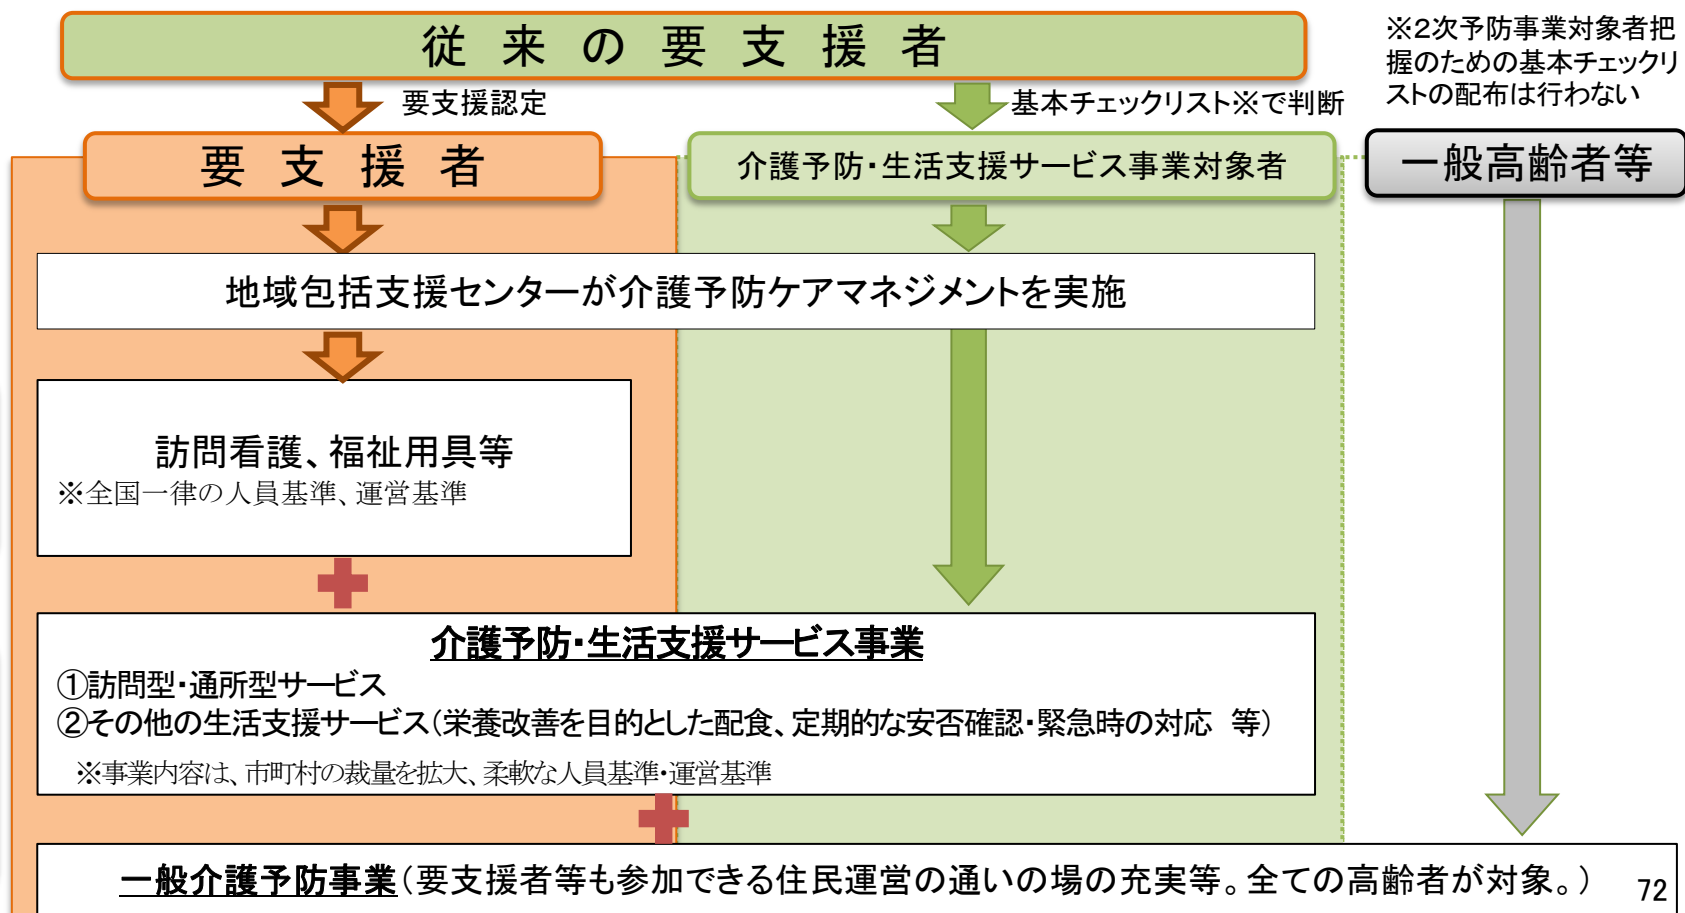 従来の要支援者
※2次予防事業対象者把
握のための基本チェックリ
ストの配布は行わない
要支援認定
基本チェックリスト※で判断
要支援者
介護予防・生活支援サービス事業対象者
一般高齢者等
地域包括支援センターが介護予防ケアマネジメントを実施
訪問看護、福祉用具等
※全国一律の人員基準、運営基準
介護予防・生活支援サービス事業
①訪問型・通所型サービス
②その他の生活支援サービス（栄養改善を目的とした配食、定期的な安否確認・緊急時の対応　等）
※事業内容は、市町村の裁量を拡大、柔軟な人員基準・運営基準
一般介護予防事業（要支援者等も参加できる住民運営の通いの場の充実等。全ての高齢者が対象。）
72